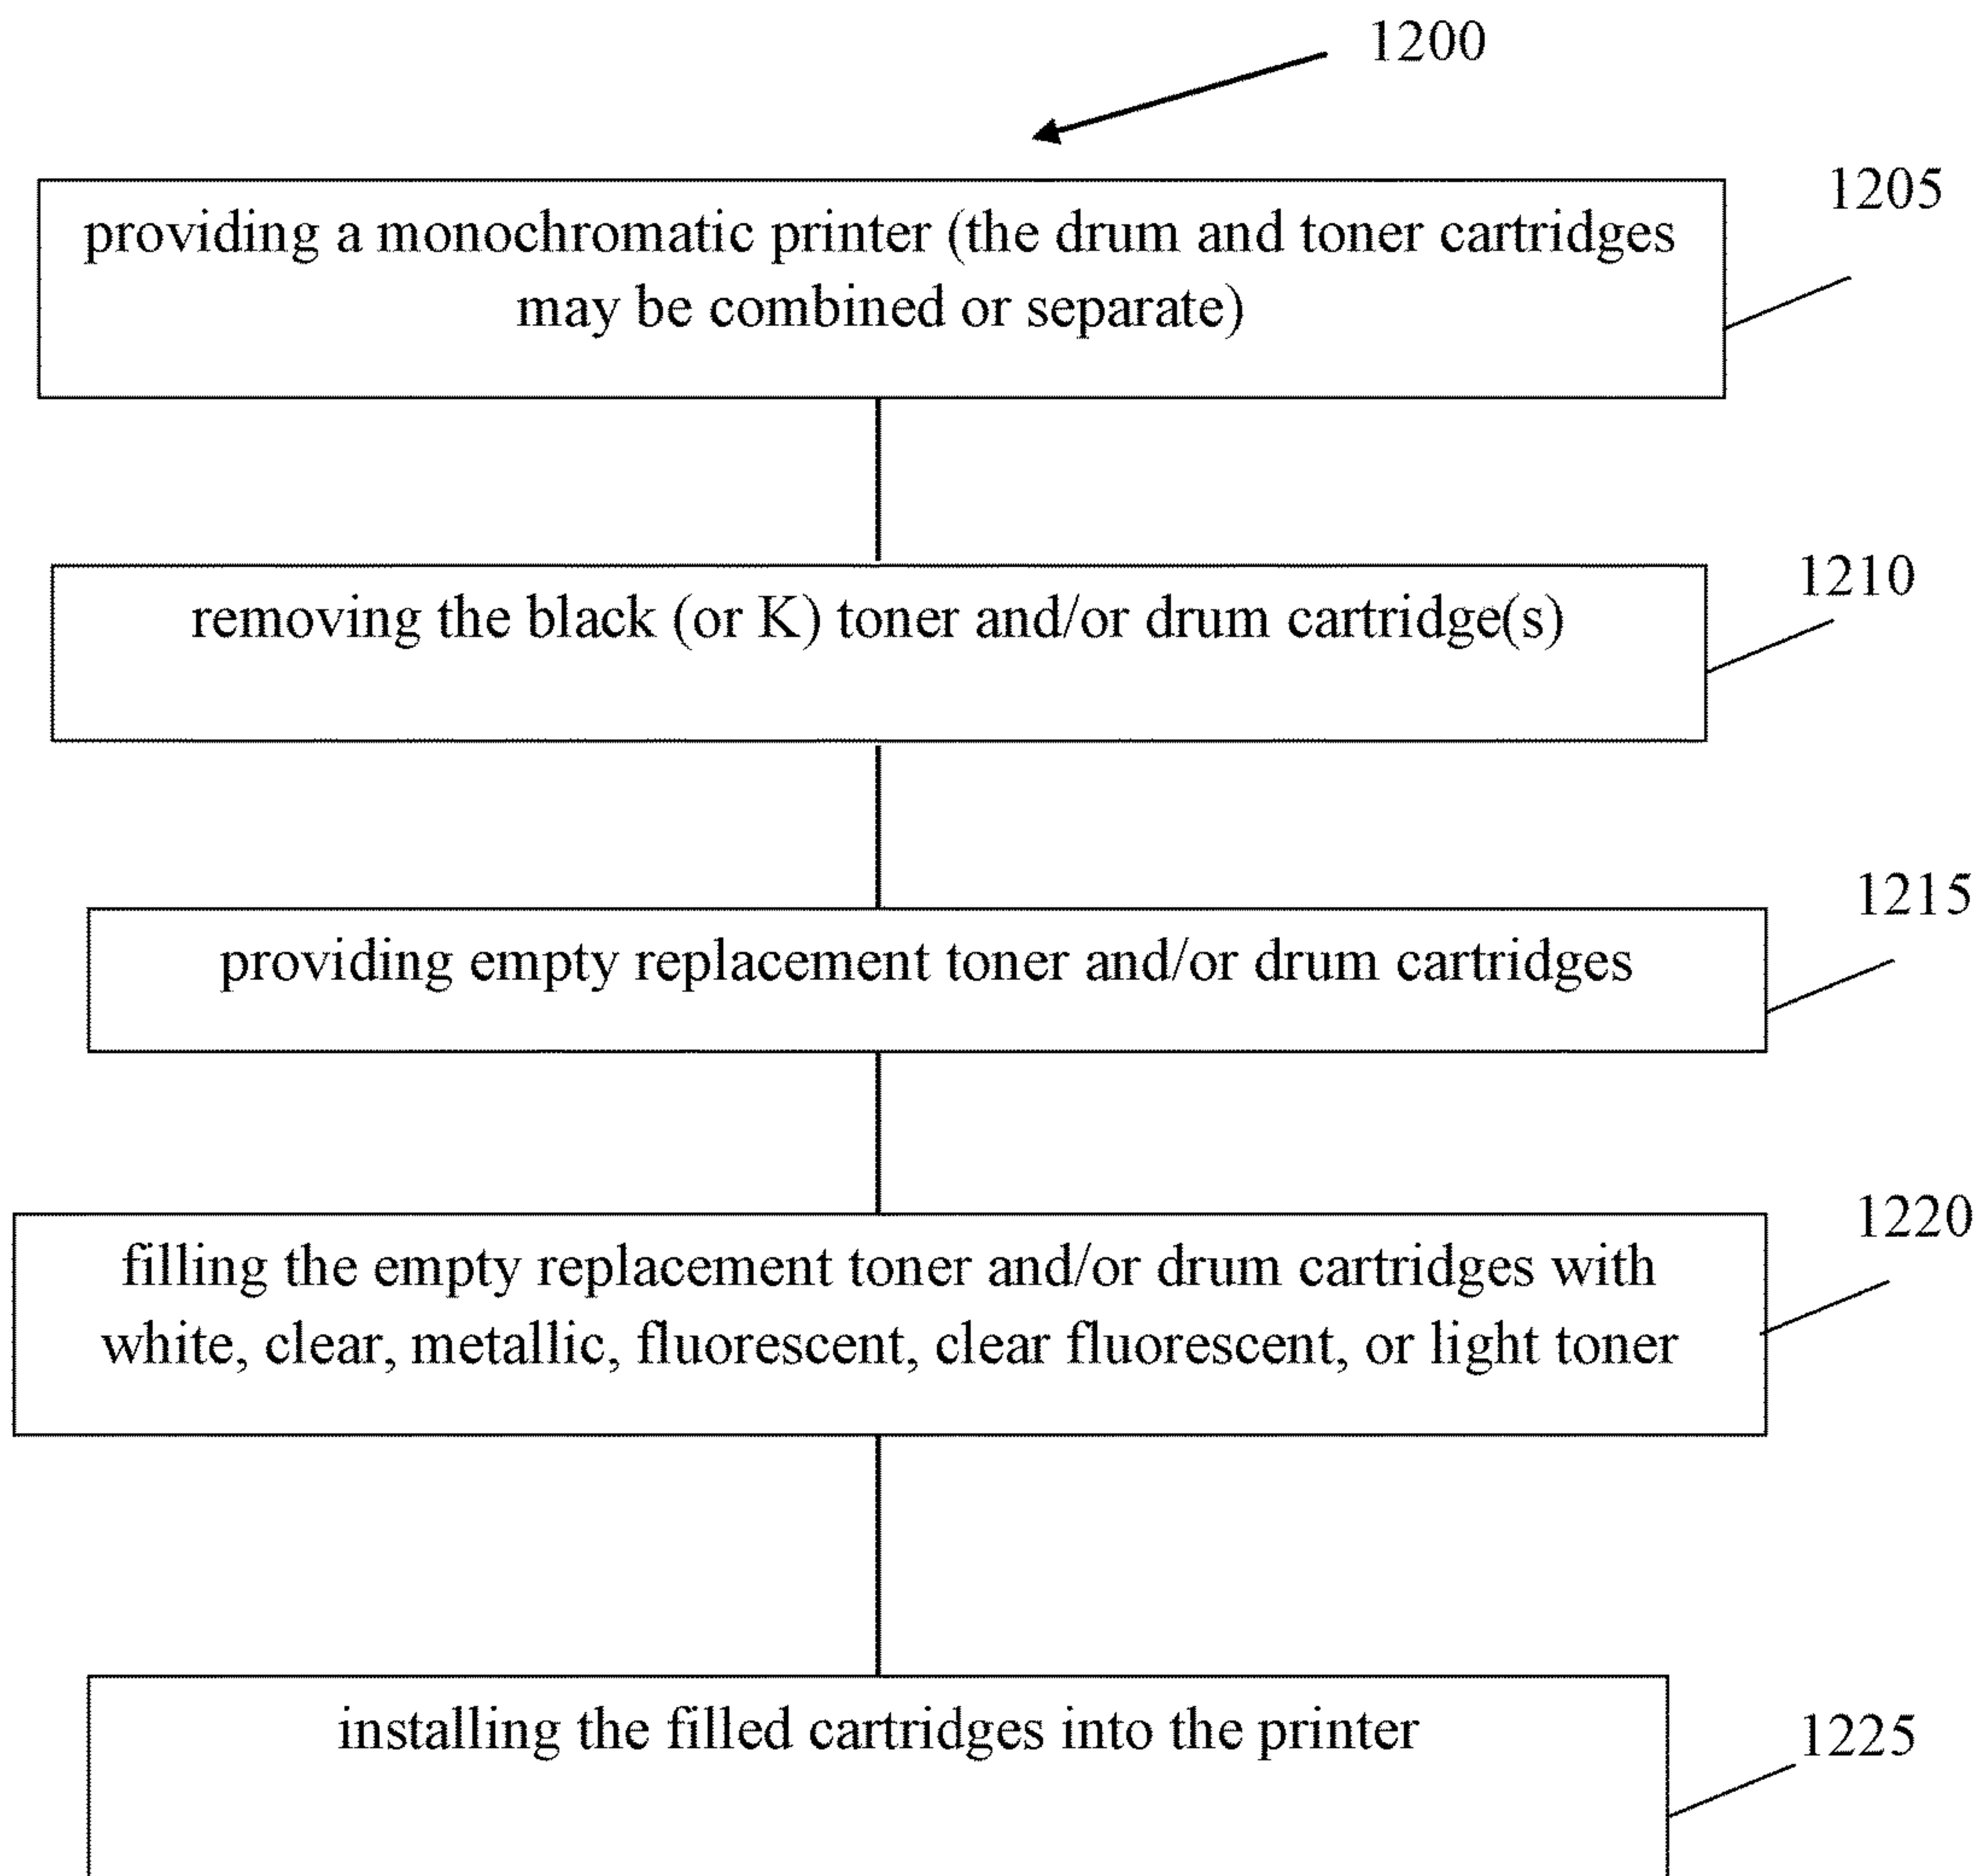 1200
1205
providing a monochromatic printer (the drum and toner cartridges
may be combined or separate)
1210
removing the black (or K) toner and/or drum cartridge(s)
1215
providing empty replacement toner and/or drum cartridges
1220
filling the empty replacement toner and/or drum cartridges with
white, clear, metallic, fluorescent, clear fluorescent, or light toner
installing the filled cartridges into the printer
1225